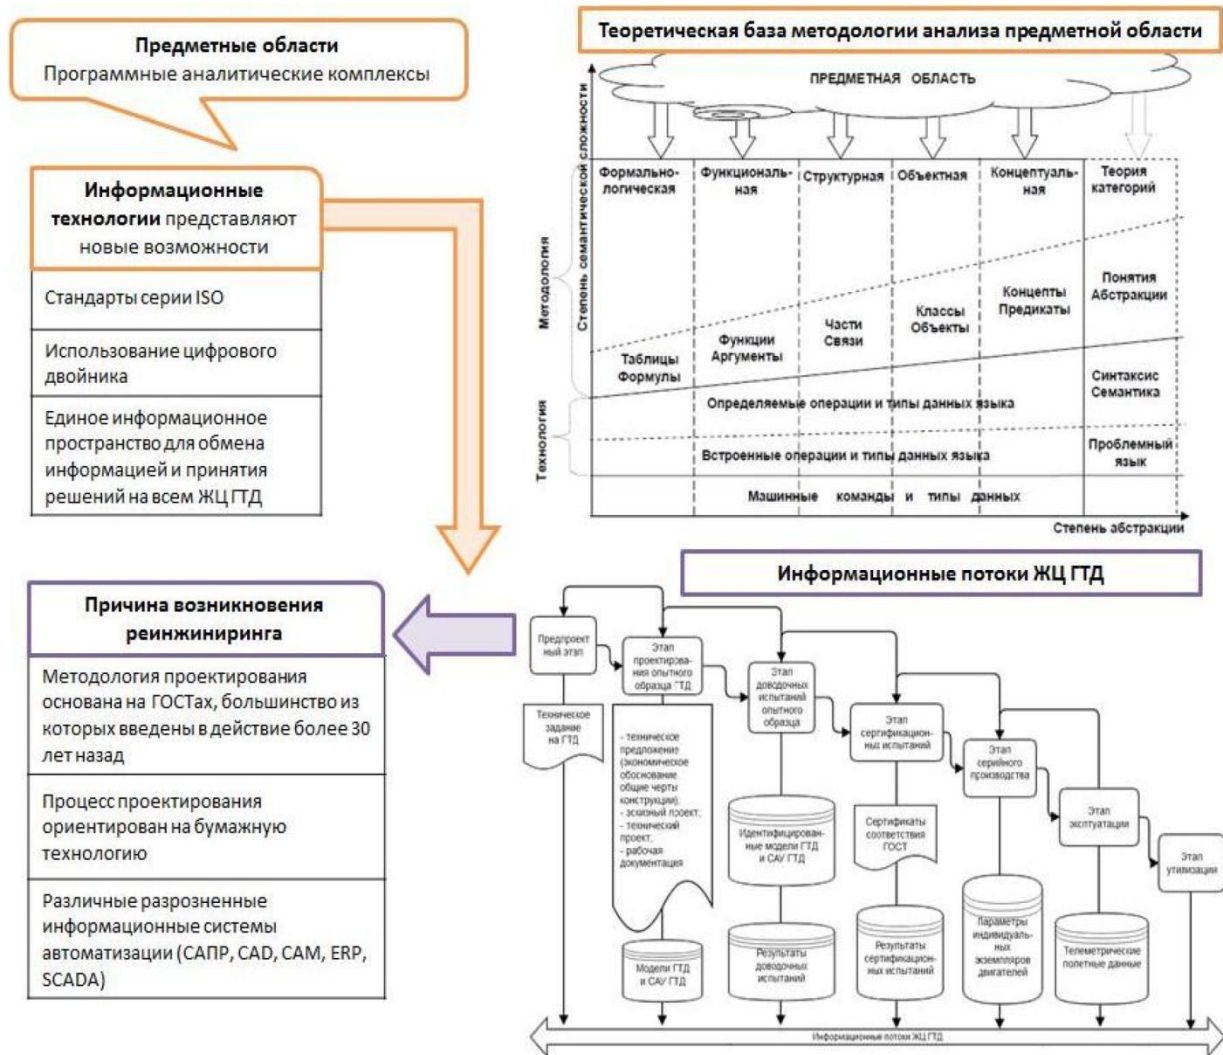 Предметные области
Программные аналитические комплексы
Информационные
технологии представляют
новые возможности
Стандарты серии ISO
Использование цифрового
двойника
Единое информационное
пространство для обмена
информацией и принятия
решений на всем ЖЦ ГТД
Теоретическая база методологии анализа предметной области
ПРЕДМЕТНАЯ ОБЛАСТЬ
Степень семантической сложности
Методология
Технология
Формально-
логическая
Функциональ-
ная
Структурная
Объектная
Концептуаль-
ная
Теория
категорий
Таблицы
Формулы
Функции
Аргументы
Части
Связи
Классы
Объекты
Концепты
Предикаты
Понятия
Абстракции
Определяемые операции и типы данных языка
Синтаксис
Семантика
Встроенные операции и типы данных языка
Проблемный
язык
Машинные команды и типы данных
Степень абстракции
Причина возникновения
реинжиниринга
Методология проектирования
основана на ГОСТах, большинство из
которых введены в действие более 30
лет назад
Процесс проектирования
ориентирован на бумажную
технологию
Различные разрозненные
информационные системы
автоматизации (САПР, CAD, CAM, ERP,
SCADA)
Информационные потоки ЖЦ ГТД
Предпроект
ный этап
Этап
проектирова-
ния опытного
образца ГТД
Этап
доводочных
испытаний
опытного
образца
Этап
сертификацион-
ных испытаний
Этап
серийного
производства
Этап
эксплуатации
Этап
утилизации
Техническое
задание
на ГТД
- техническое
предложение
(экономическое
обоснование.
общие черты
конструкции);
- эскизный проект;
- технический
проект;
- рабочая
документация
Идентифицирован-
ные модели ГТД
и САУ ГТД
Сертификаты
соответствия
ГОСТ
Модели ГТД
и САУ ГТД
Результаты
доводочных
испытаний
Результаты
сертификацион-
ных испытаний
Параметры
индивидуаль-
ных
экземпляров
двигателей
Телеметрические
полетные данные
Информационные потоки ЖЦ ГТД